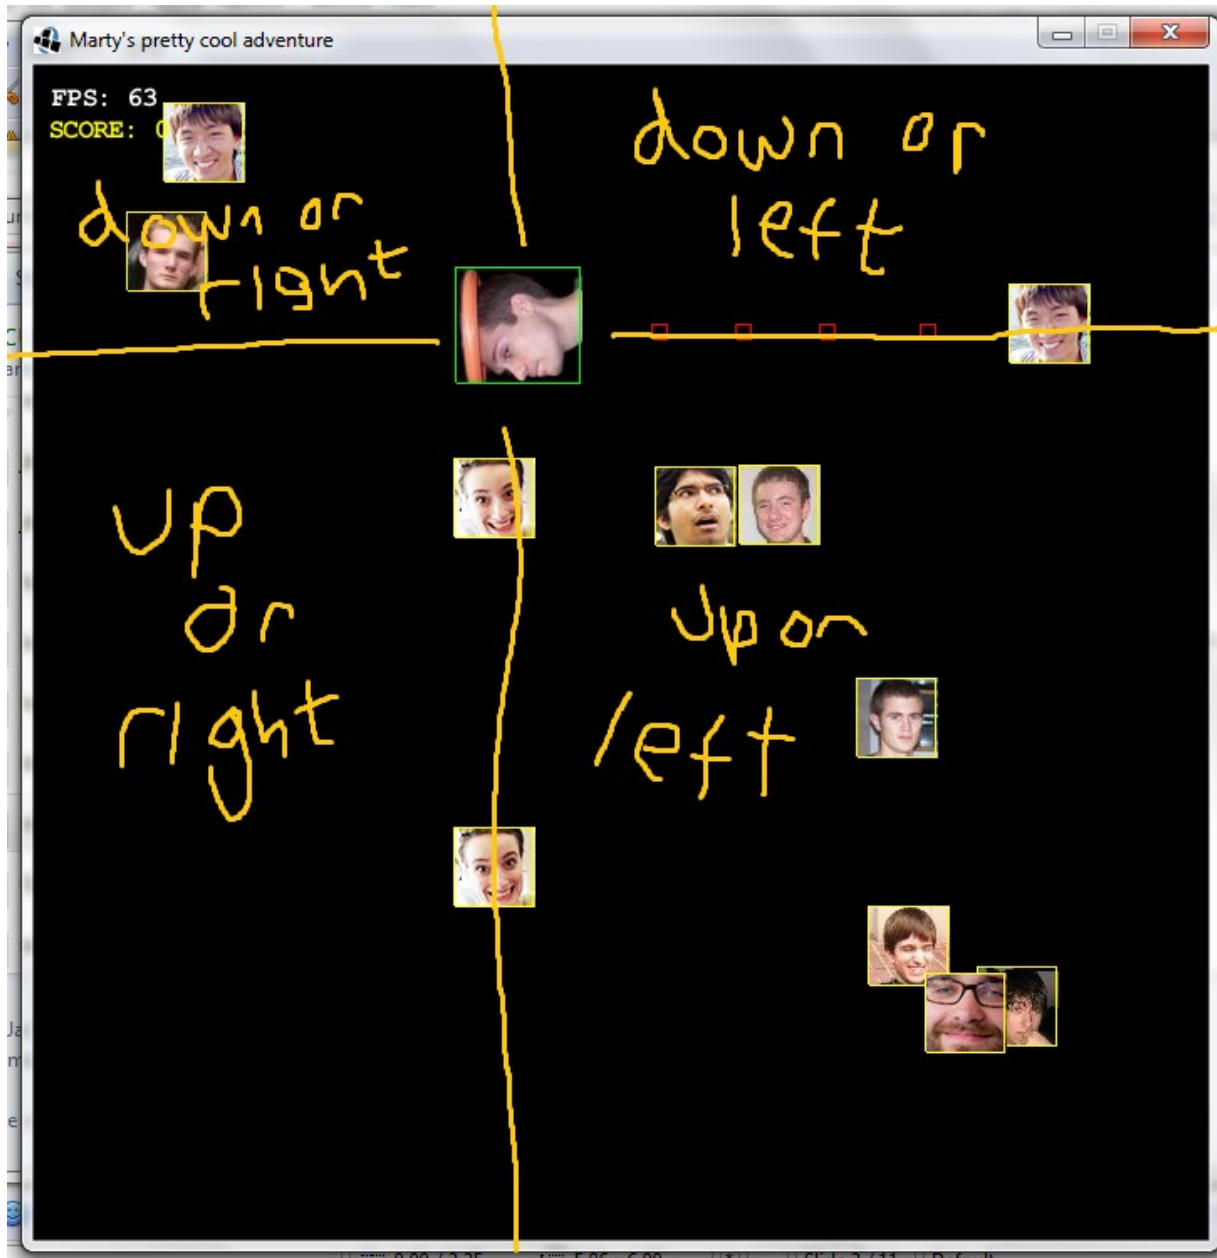 Marty's pretty cool adventure
FPS: 63
SCORE: 0
down or
right
down or
left
up
or
right
up or
left